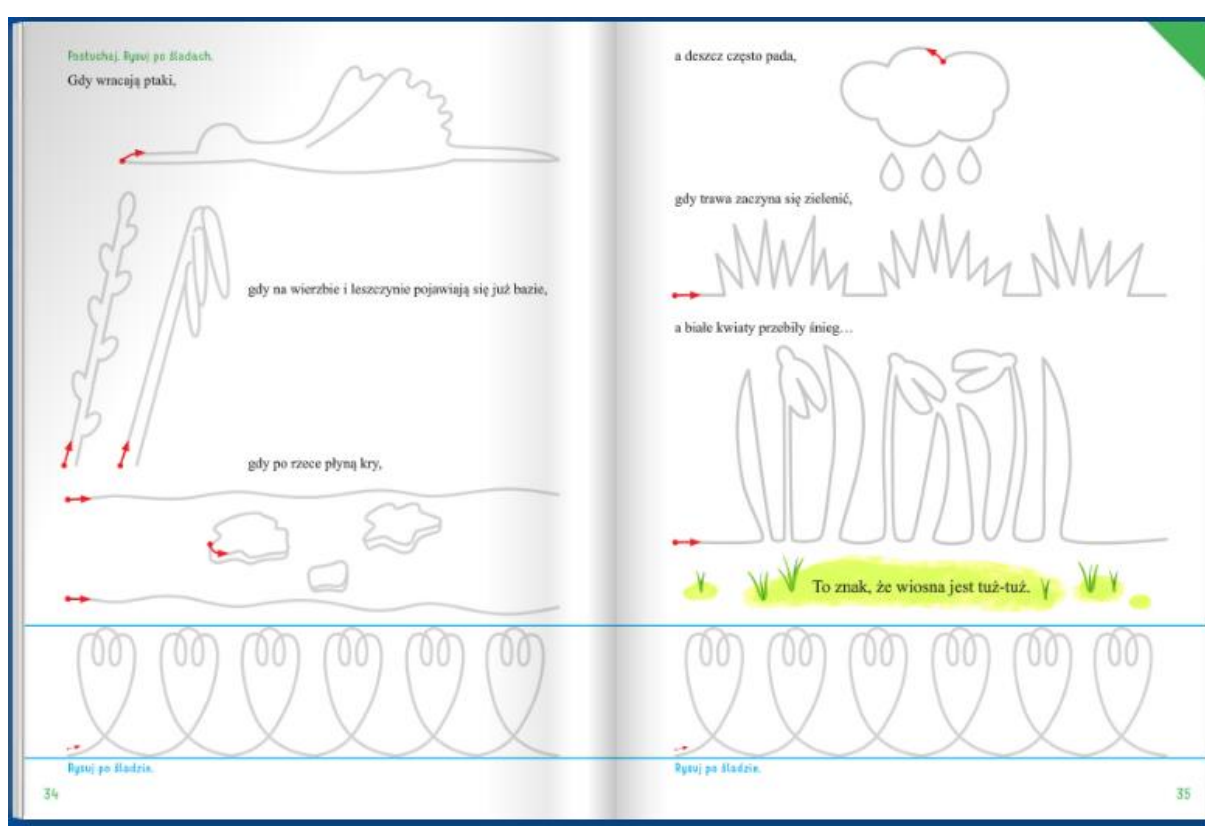 Posłuchaj. Rysuj po śladach.
Gdy wracają ptaki,
gdy na wierzbie i leszczynie pojawiają się już bazie,
gdy po rzece płyną kry,
Rysuj po śladzie.
34
a deszcz często pada,
gdy trawa zaczyna się zielenić,
a białe kwiaty przebiły śnieg…
To znak, że wiosna jest tuż-tuż.
Rysuj po śladzie.
35